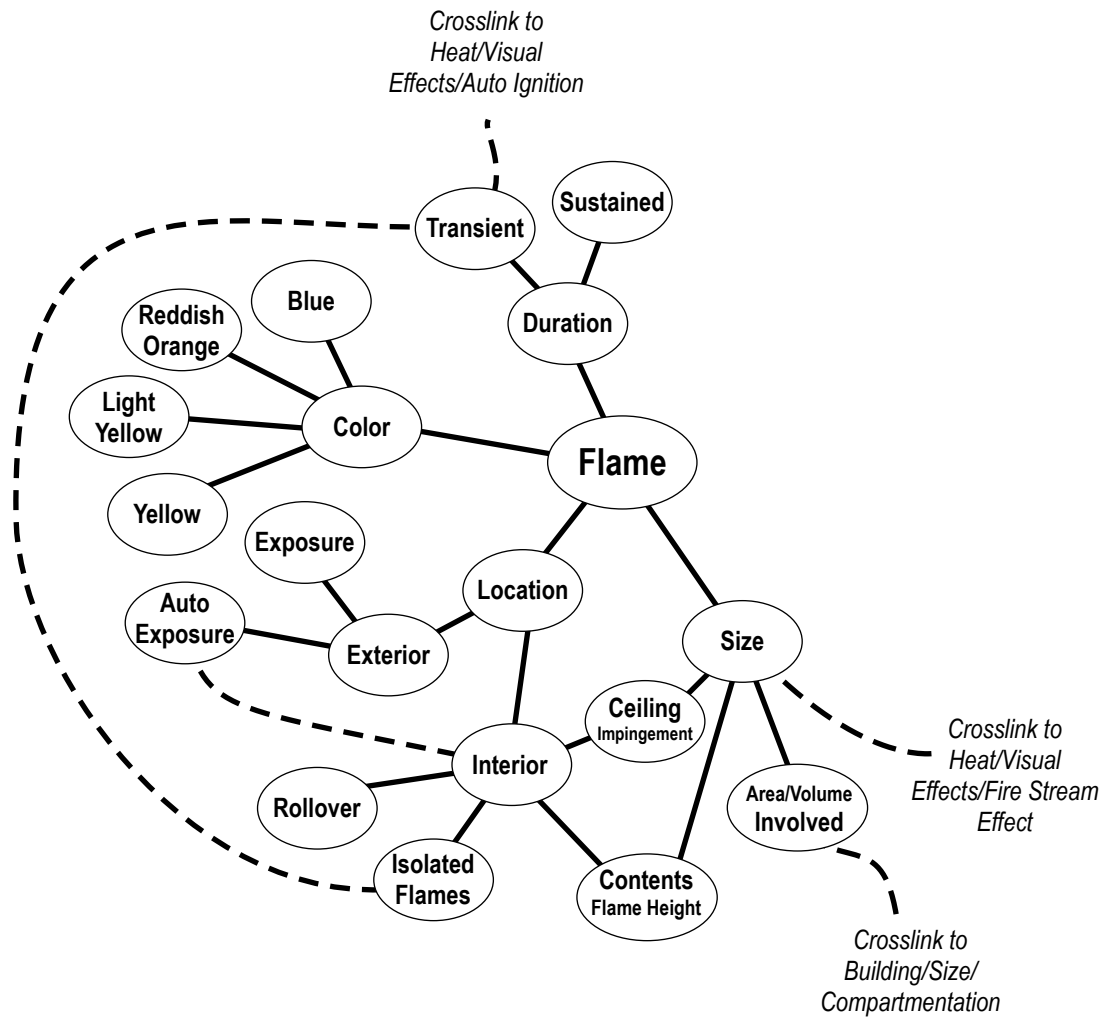 Crosslink to
Heat/Visual
Effects/Auto Ignition
Sustained
Transient
Duration
Blue
Reddish
Orange
Light
Yellow
Color
Yellow
Flame
Exposure
Location
Auto
Exposure
Exterior
Size
Ceiling
Impingement
Interior
Rollover
Isolated
Flames
Contents
Flame Height
Area/Volume
Involved
Crosslink to
Heat/Visual
Effects/Fire Stream
Effect
Crosslink to
Building/Size/
Compartmentation